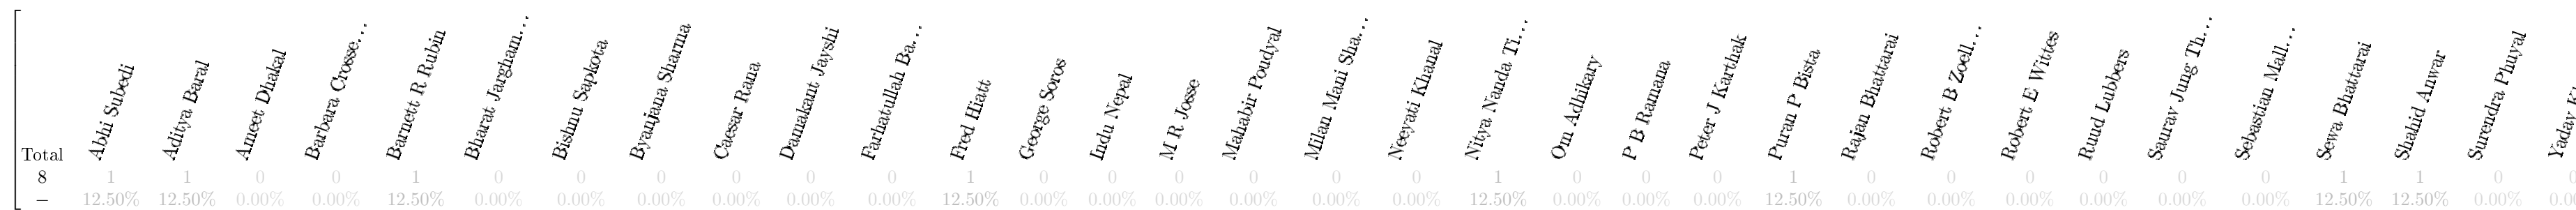 Total Abhi Subedi Aditya Baral Ameet Dhakal Barbara Crosse... Barnett R Rubin Bharat Jargham... Bishnu Sapkota Byanjana Sharma Caesar Rana Damakant Jayshi Farhatullah Ba... Fred Hiatt George Soros Indu Nepal M R Josse Mahabir Poudyal Milan Mani Sha... Neeyati Khanal Nitya Nanda Ti... Om Adhikary P B Ramana Peter J Karthak Puran P Bista Rajan Bhattarai Robert B Zoell... Robert E Wittes Ruud Lubbers Saurav Jung Th... Sebastian Mall... Sewa Bhattarai Shahid Anwar Surendra Phuyal Yadav
8 1 1 0 0 1 0 0 0 0 0 0 1 0 0 0 0 0 0 1 0 0 0 1 0 0 0 0 0 0 1 1 0 0
– 12.50% 12.50% 0.00% 0.00% 12.50% 0.00% 0.00% 0.00% 0.00% 0.00% 0.00% 12.50% 0.00% 0.00% 0.00% 0.00% 0.00% 0.00% 12.50% 0.00% 0.00% 0.00% 12.50% 0.00% 0.00% 0.00% 0.00% 0.00% 0.00% 12.50% 12.50% 0.00%